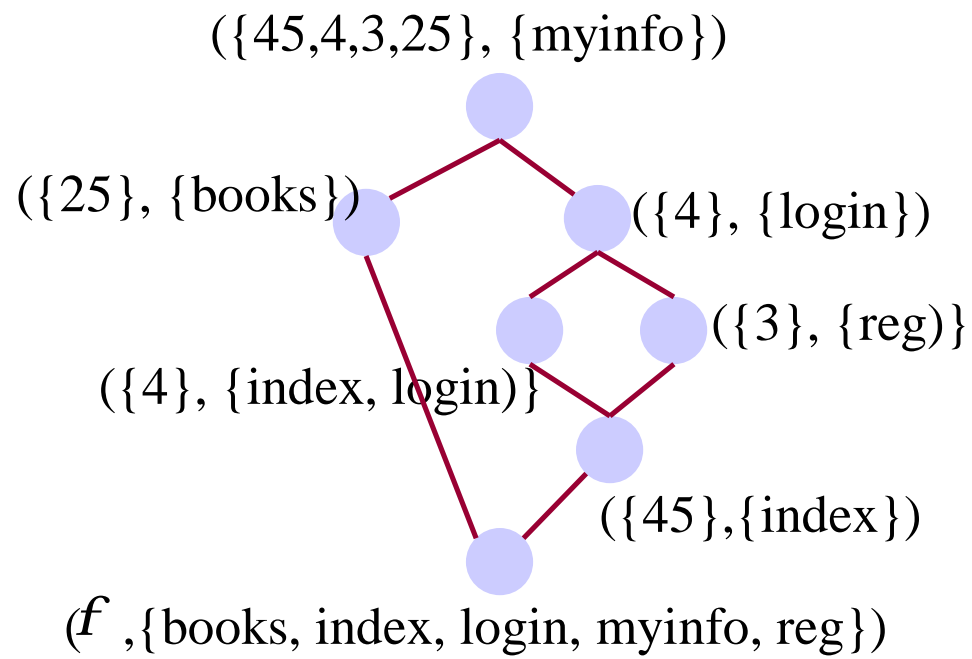 ({45,4,3,25}, {myinfo})
({25}, {books})
({4}, {login})
({3}, {reg)}
({4}, {index, login)}
({45},{index})
(f ,{books, index, login, myinfo, reg})